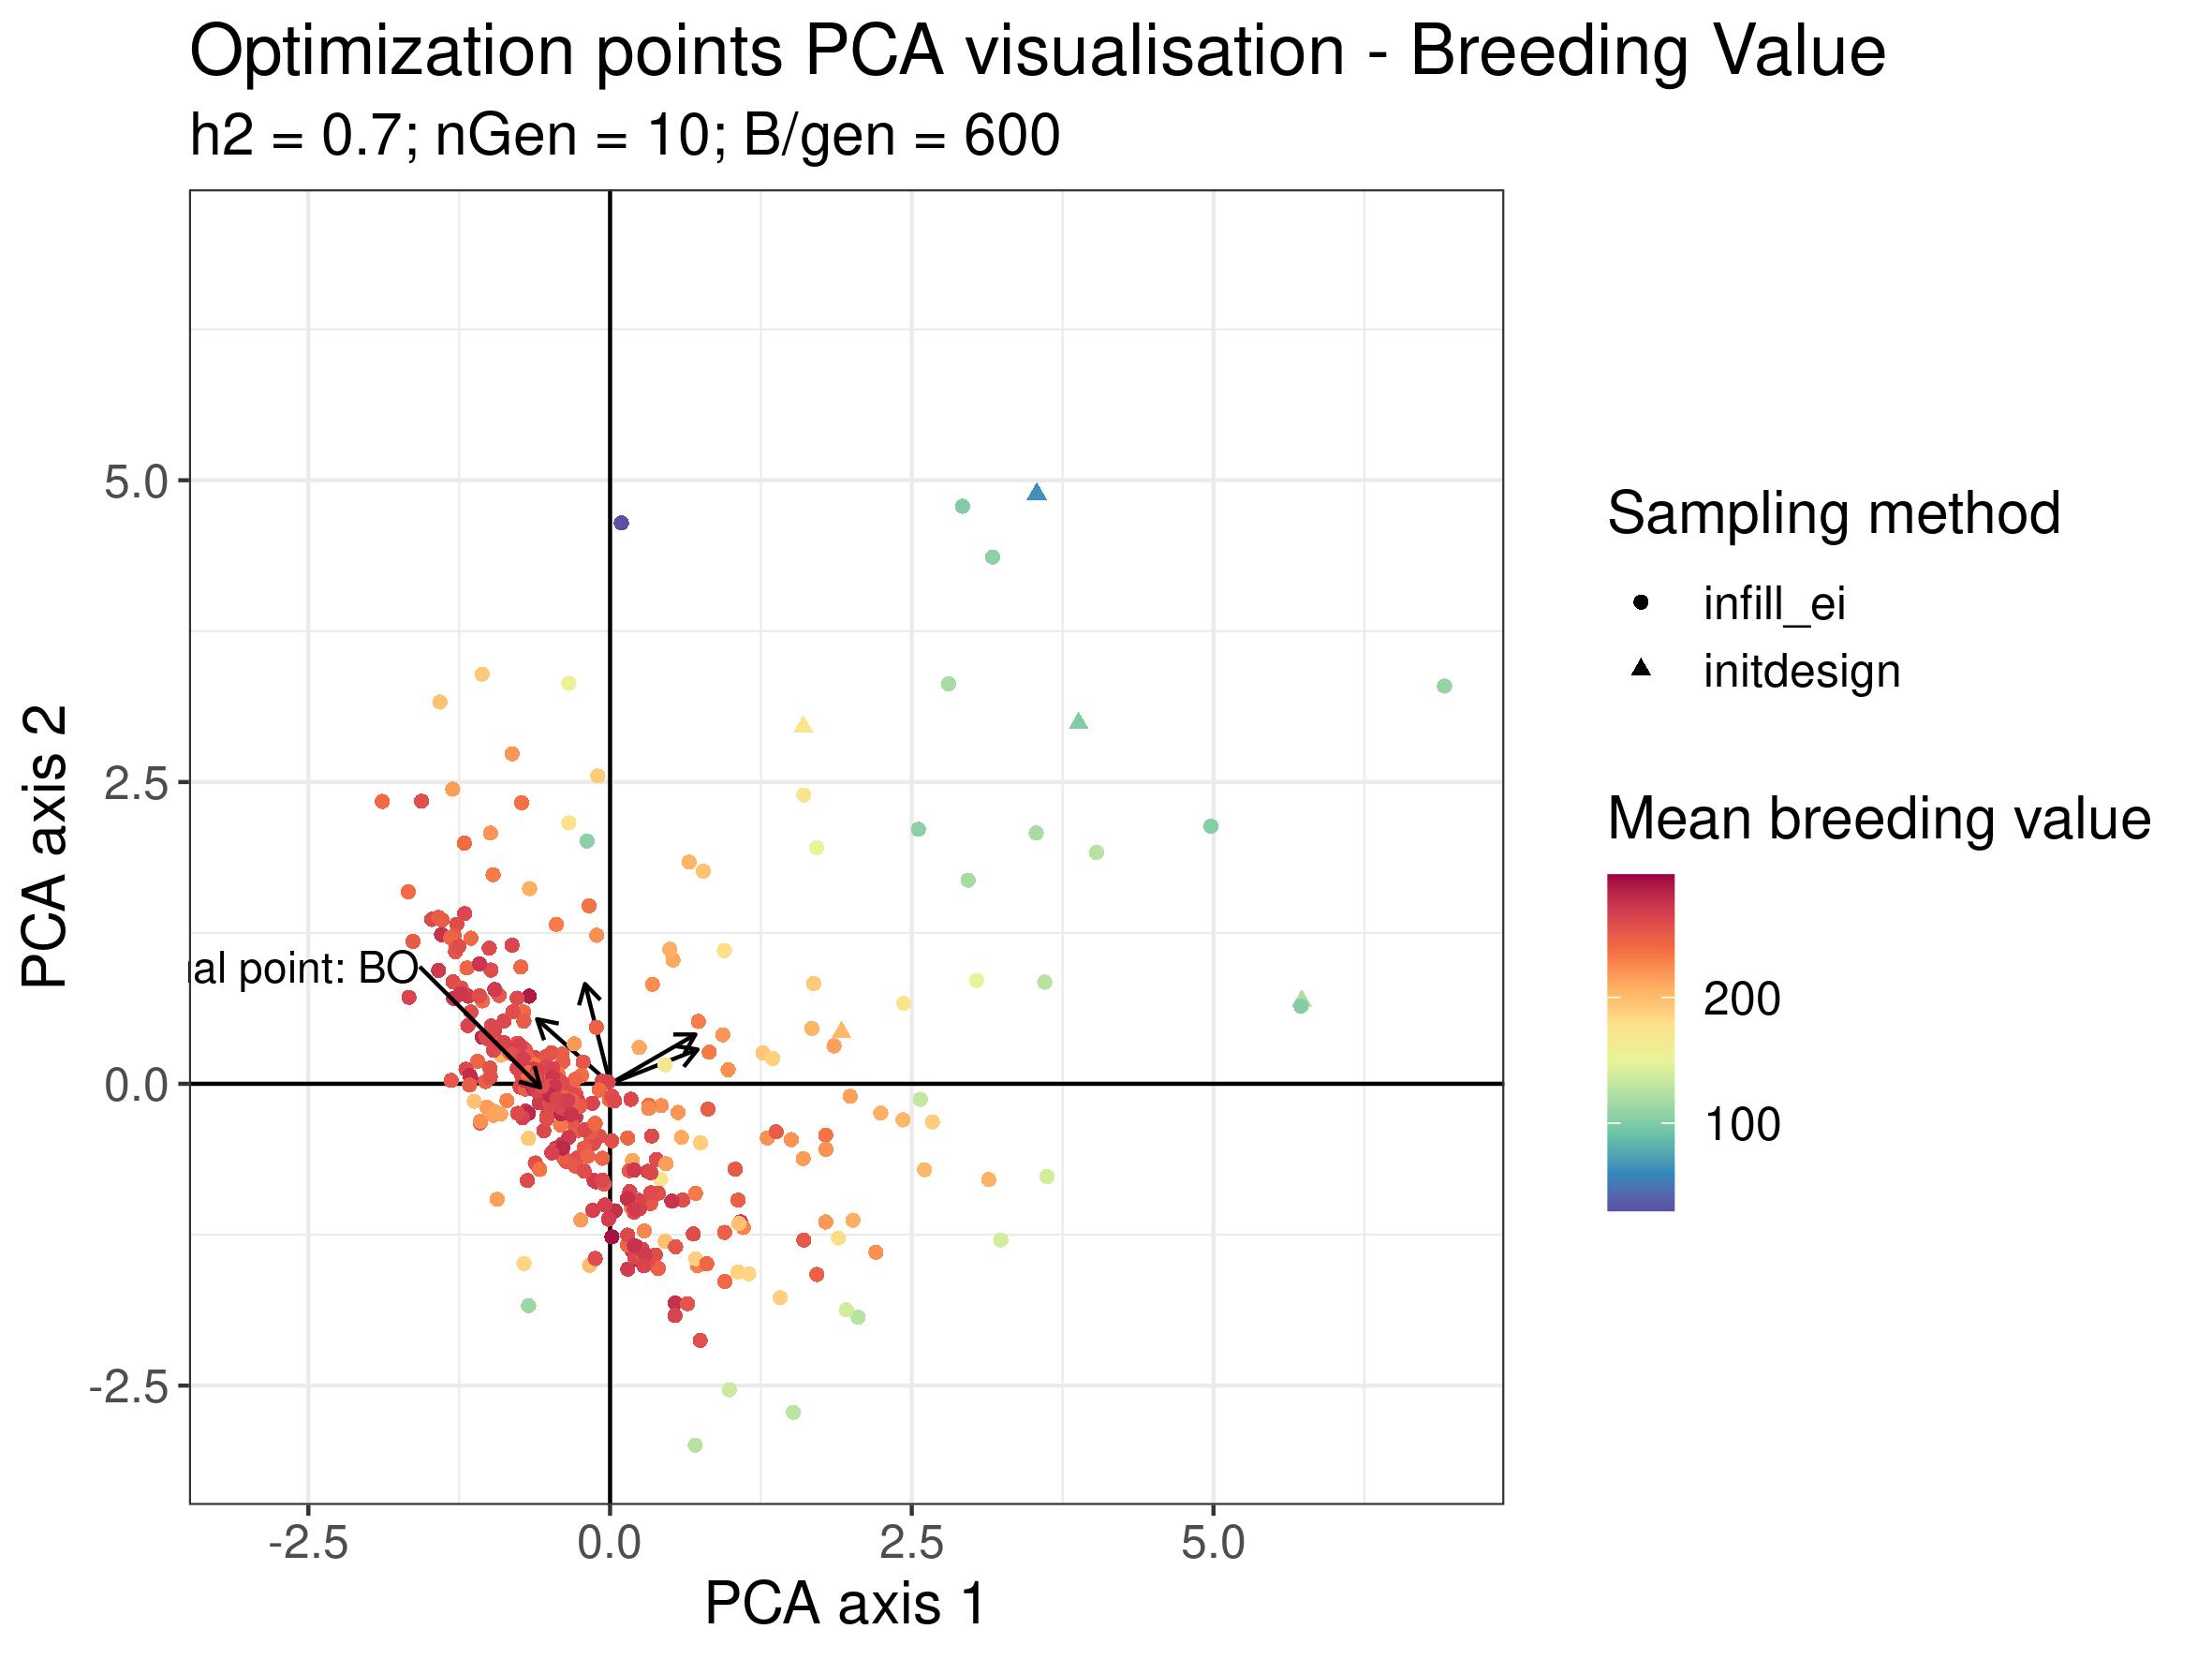 Optimization points PCA visualisation - Breeding Value
h2 = 0.7; nGen = 10; B/gen = 600
PCA axis 2
5.0
2.5
0.0
-2.5
point: BO
-2.5
0.0
2.5
5.0
PCA axis 1
Sampling method
infill_ei
initdesign
Mean breeding value
200
100